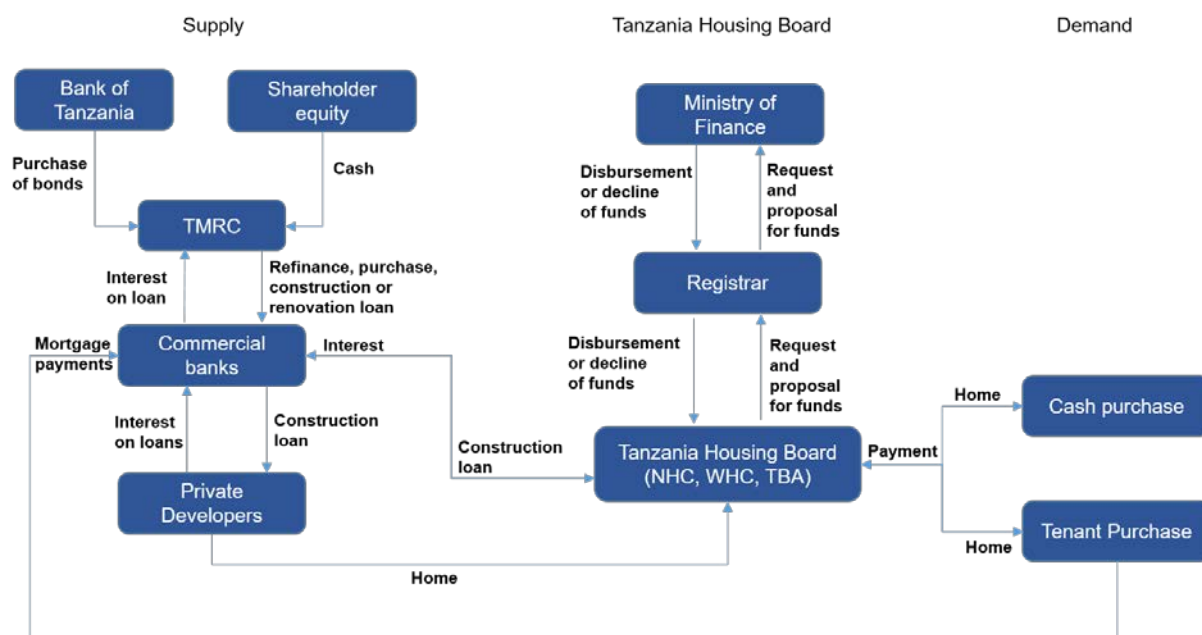 Supply
Tanzania Housing Board
Demand
Bank of
Tanzania
Shareholder
equity
Ministry of
Finance
Purchase
of bonds
Cash
Disbursement
or decline
of funds
Request
and
proposal
for funds
TMRC
Registrar
Interest
on loan
Refinance, purchase,
construction or
renovation loan
Mortgage
payments
Commercial
banks
Interest
Disbursement
or decline
of funds
Request
and
proposal
for funds
Home
Cash purchase
Interest
on loans
Construction
loan
Construction
loan
Tanzania Housing Board
(NHC, WHC, TBA)
Payment
Private
Developers
Tenant Purchase
Home
Home